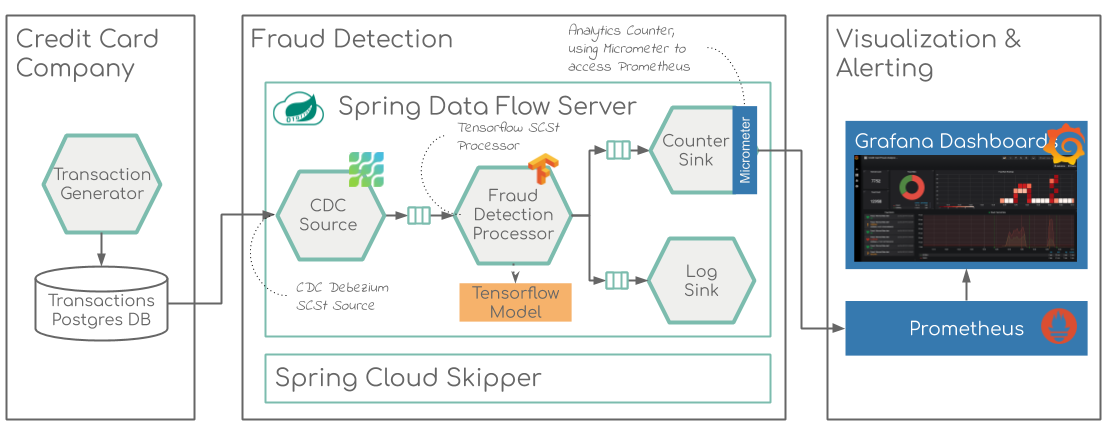 Credit Card
Company
Transaction
Generator
Transactions
Postgres DB
Fraud Detection
Analytics Counter,
using Micrometer to
access Prometheus
Spring Data Flow Server
Tensorflow SCSt
Processor
CDC
Source
CDC Debezium
SCSt Source
Fraud
Detection
Processor
Tensorflow
Model
Counter
Sink
Micrometer
Log
Sink
Spring Cloud Skipper
Visualization &
Alerting
Grafana Dashboards
Prometheus